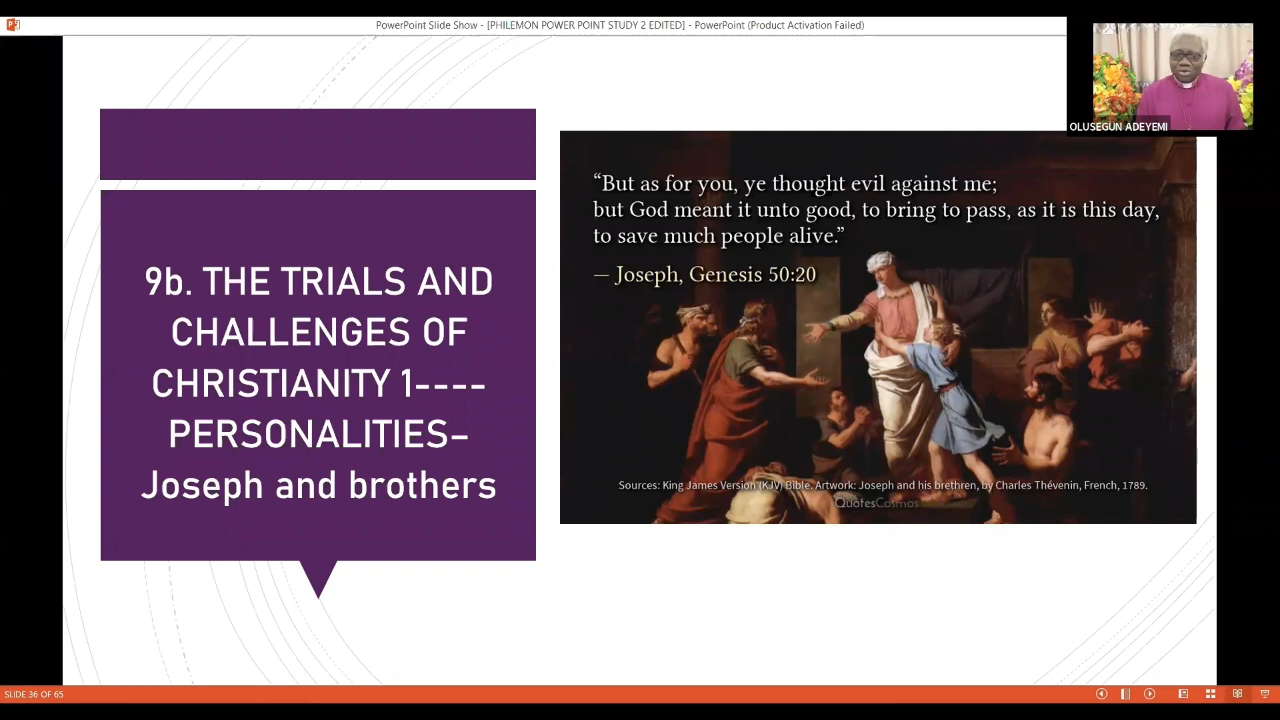 PowerPoint Slide Show - [PHILEMON POWER POINT STUDY 2 EDITED] - PowerPoint (Product Activation Failed)
OLUSEGUN ADEYEMI
9b. THE TRIALS AND
CHALLENGES OF
CHRISTIANITY 1----
PERSONALITIES–
Joseph and brothers
“But as for you, ye thought evil against me;
but God meant it unto good, to bring to pass, as it is this day,
to save much people alive.”
— Joseph, Genesis 50:20
Sources: King James Version (KJV) Bible. Artwork: Joseph and his brethren, by Charles Thévenin, French, 1789.
QuotesCosmos
SLIDE 36 OF 65